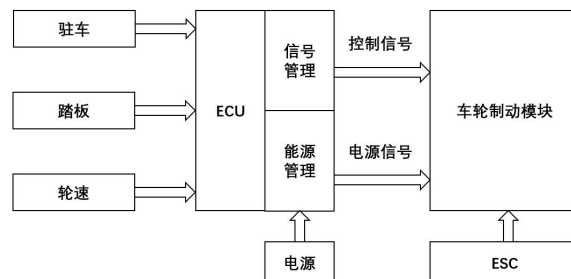 驻车
踏板
轮速
ECU
信号
管理
能源
管理
控制信号
电源信号
车轮制动模块
电源
ESC